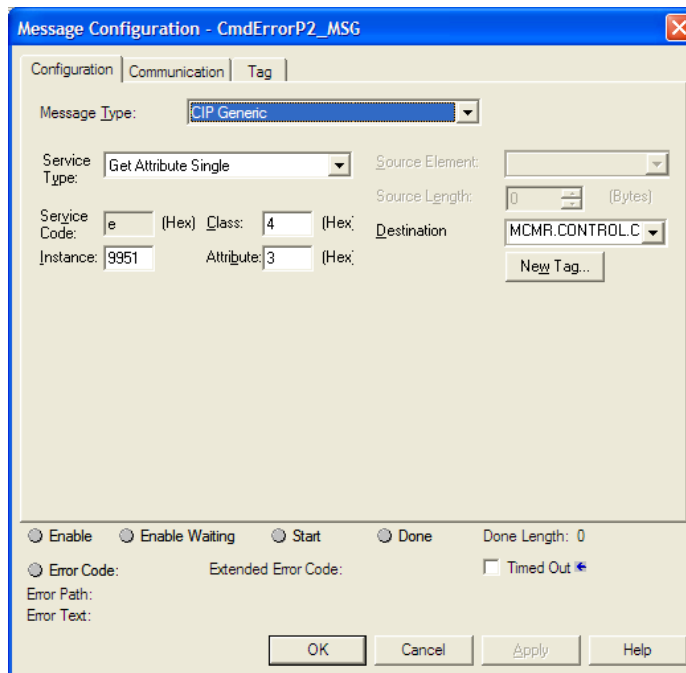 Message Configuration - CmdErrorP2_MSG
Configuration Communication Tag
Message Type: CIP Generic
Service Type: Get Attribute Single
Source Element:
Source Length: 0 (Bytes)
Service Code: e (Hex) Class: 4 (Hex)
Destination MCMR.CONTROL.C
Instance: 9951 Attribute: 3 (Hex)
New Tag...
Enable Enable Waiting Start Done Done Length: 0
Error Code: Extended Error Code: Timed Out
Error Path:
Error Text:
OK Cancel Apply Help